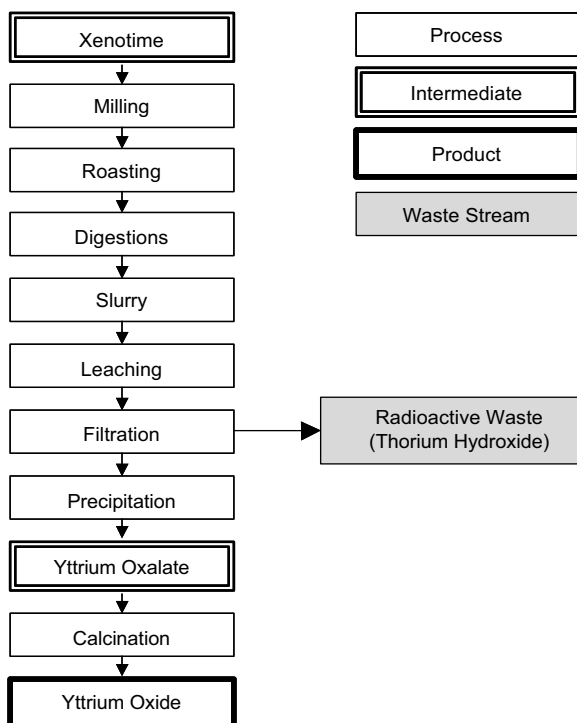 Xenotime
Milling
Roasting
Digestions
Slurry
Leaching
Filtration
Precipitation
Yttrium Oxalate
Calcination
Yttrium Oxide
Process
Intermediate
Product
Waste Stream
Radioactive Waste
(Thorium Hydroxide)